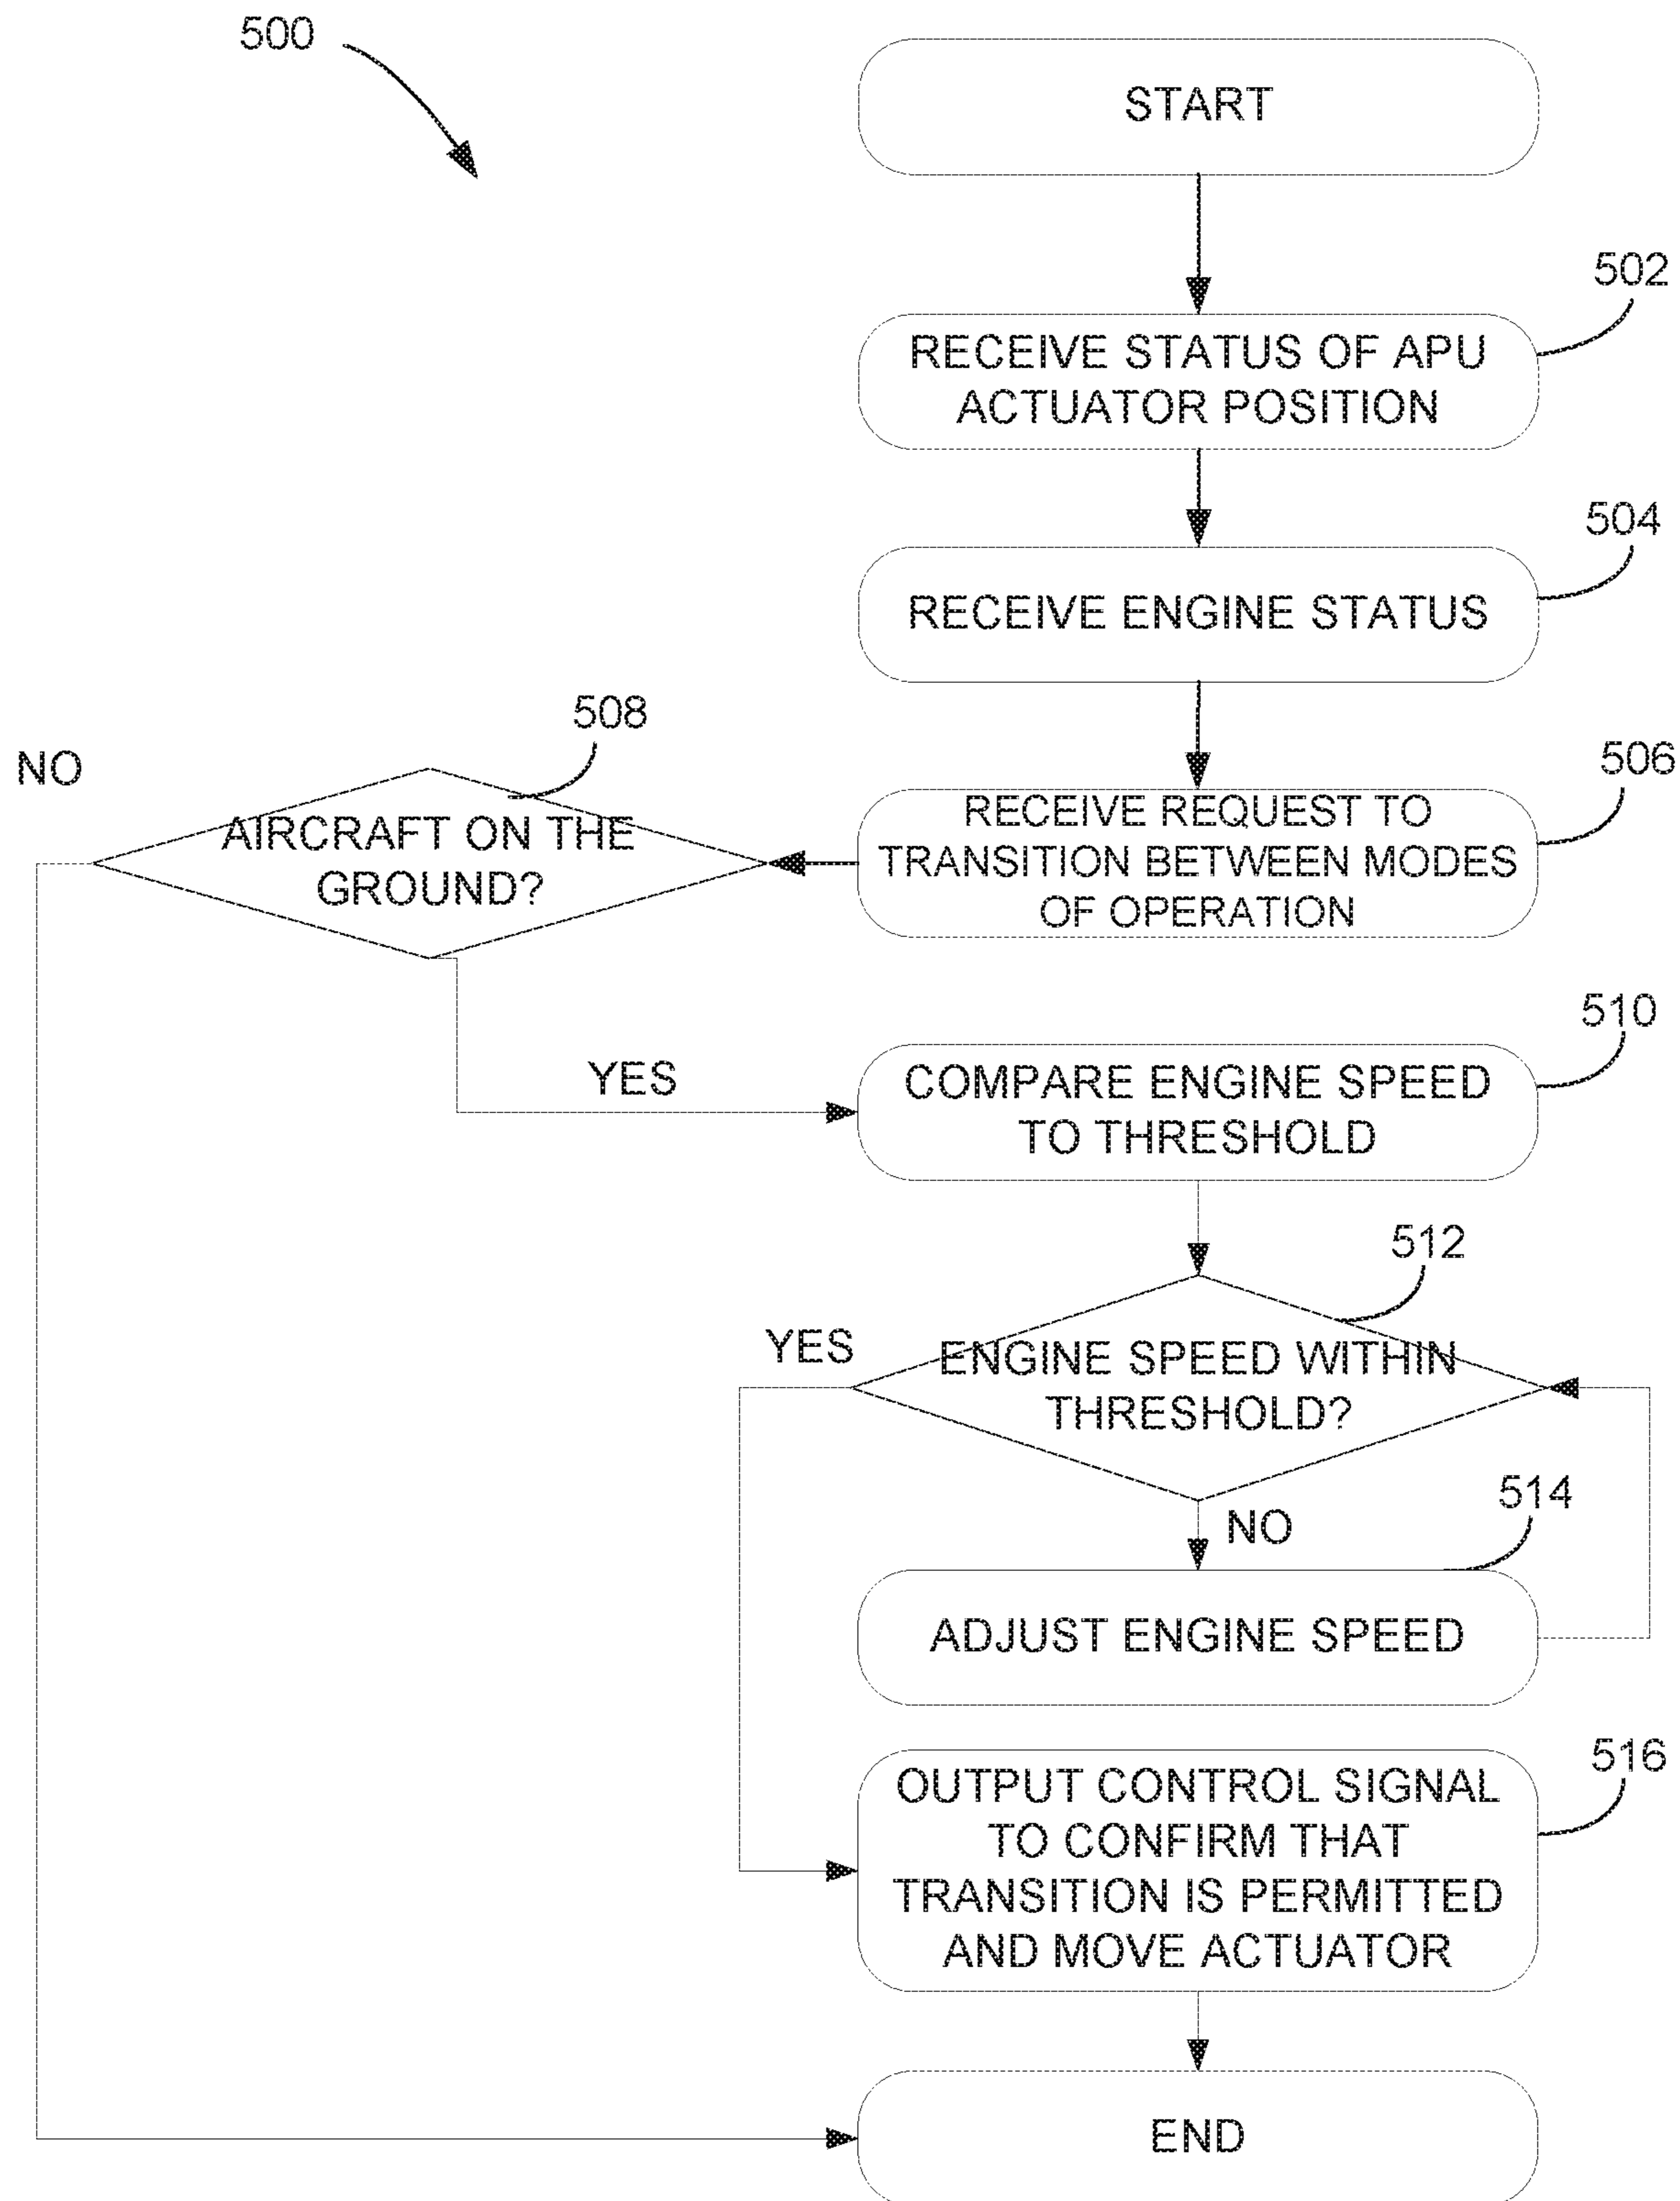 500
START
502
RECEIVE STATUS OF APU
ACTUATOR POSITION
504
RECEIVE ENGINE STATUS
506
RECEIVE REQUEST TO
TRANSITION BETWEEN MODES
OF OPERATION
508
NO
AIRCRAFT ON THE
GROUND?
YES
510
COMPARE ENGINE SPEED
TO THRESHOLD
512
YES
ENGINE SPEED WITHIN
THRESHOLD?
NO
514
ADJUST ENGINE SPEED
516
OUTPUT CONTROL SIGNAL
TO CONFIRM THAT
TRANSITION IS PERMITTED
AND MOVE ACTUATOR
END